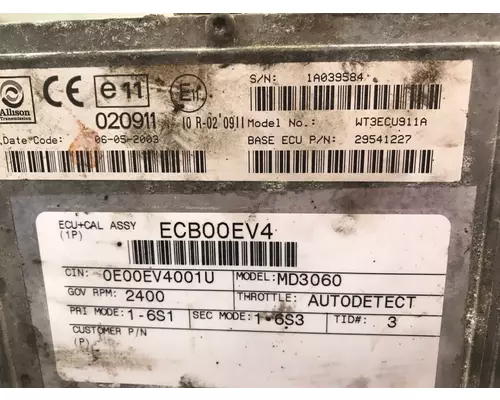 Allison
Transmission
CE e11 E11
S/N: 1A039584
020911 10 R-02'0911 Model No.: WT3ECU911A
Date Code: 06-05-2003 BASE ECU P/N: 29541227
ECU+CAL ASSY ECB00EV4
(1P)
CIN: 0E00EV4001U MODEL: MD3060
GOV RPM: 2400 THROTTLE: AUTODETECT
PRI MODE: 1-6S1 SEC MODE: 1-6S3 TID#: 3
CUSTOMER P/N
(P)